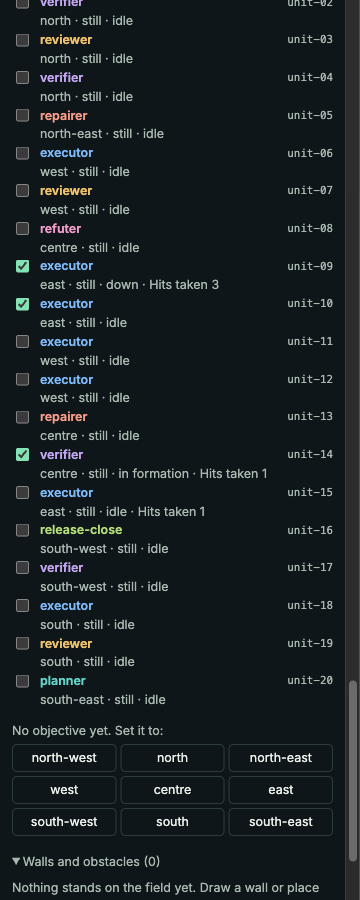 verifier unit-02
north · still · idle
reviewer unit-03
north · still · idle
verifier unit-04
north · still · idle
repairer unit-05
north-east · still · idle
executor unit-06
west · still · idle
reviewer unit-07
west · still · idle
refuter unit-08
centre · still · idle
executor unit-09
east · still · down · Hits taken 3
executor unit-10
east · still · idle
executor unit-11
west · still · idle
executor unit-12
west · still · idle
repairer unit-13
centre · still · idle
verifier unit-14
centre · still · in formation · Hits taken 1
executor unit-15
east · still · idle · Hits taken 1
release-close unit-16
south-west · still · idle
verifier unit-17
south-west · still · idle
executor unit-18
south · still · idle
reviewer unit-19
south · still · idle
planner unit-20
south-east · still · idle
No objective yet. Set it to:
north-west north north-east
west centre east
south-west south south-east
▼ Walls and obstacles (0)
Nothing stands on the field yet. Draw a wall or place